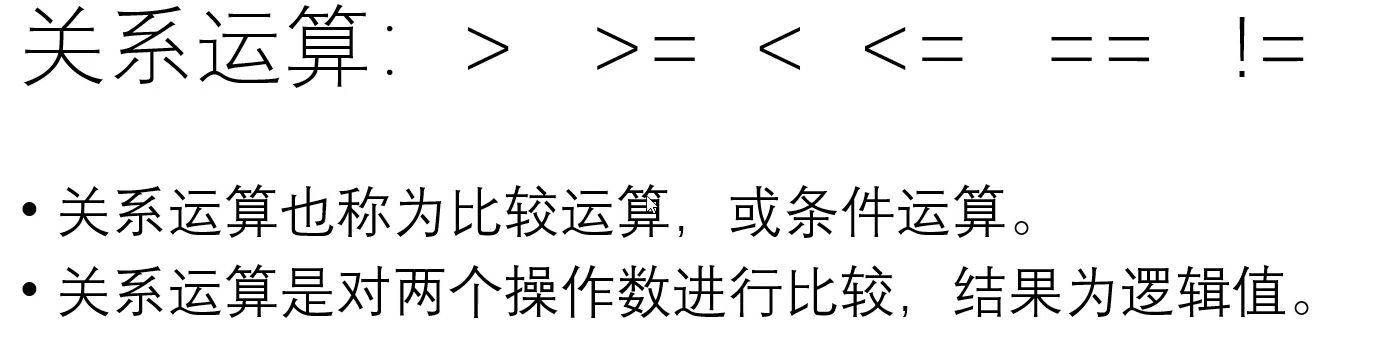 关系运算: > >= < <= == !=
• 关系运算也称为比较运算，或条件运算。
• 关系运算是对两个操作数进行比较，结果为逻辑值。